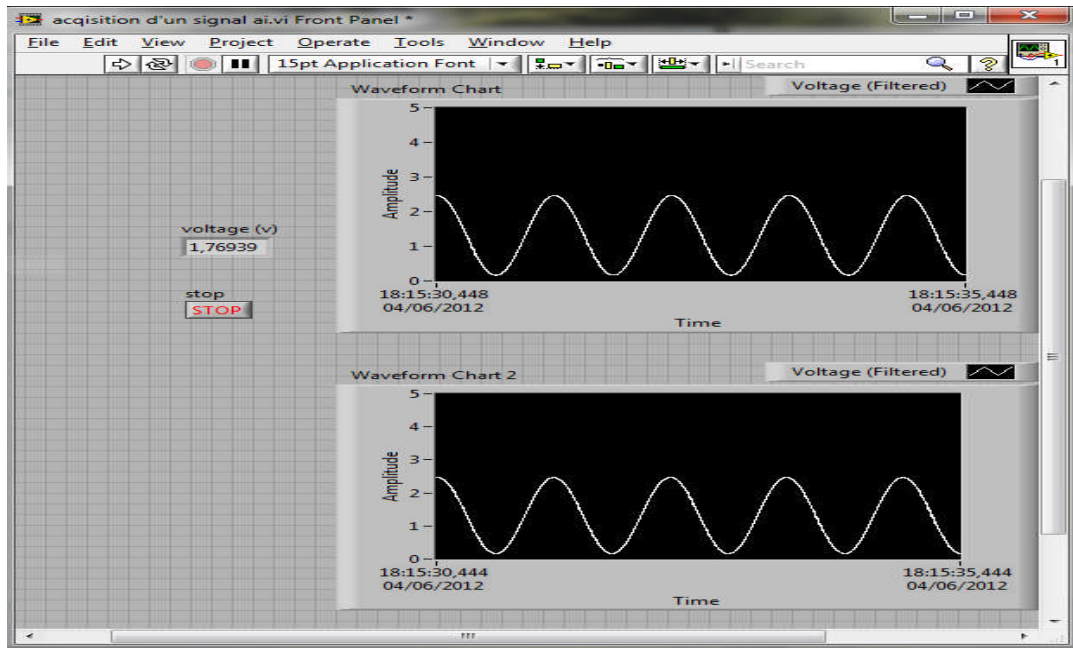 acqisition d'un signal ai.vi Front Panel *
File Edit View Project Operate Tools Window Help
15pt Application Font Search
1
Waveform Chart Voltage (Filtered)
5
4
3
2
1
0
Amplitude
18:15:30,448 18:15:35,448
04/06/2012 04/06/2012
Time
voltage (v)
1,76939
stop
STOP
Waveform Chart 2 Voltage (Filtered)
5
4
3
2
1
0
Amplitude
18:15:30,444 18:15:35,444
04/06/2012 04/06/2012
Time